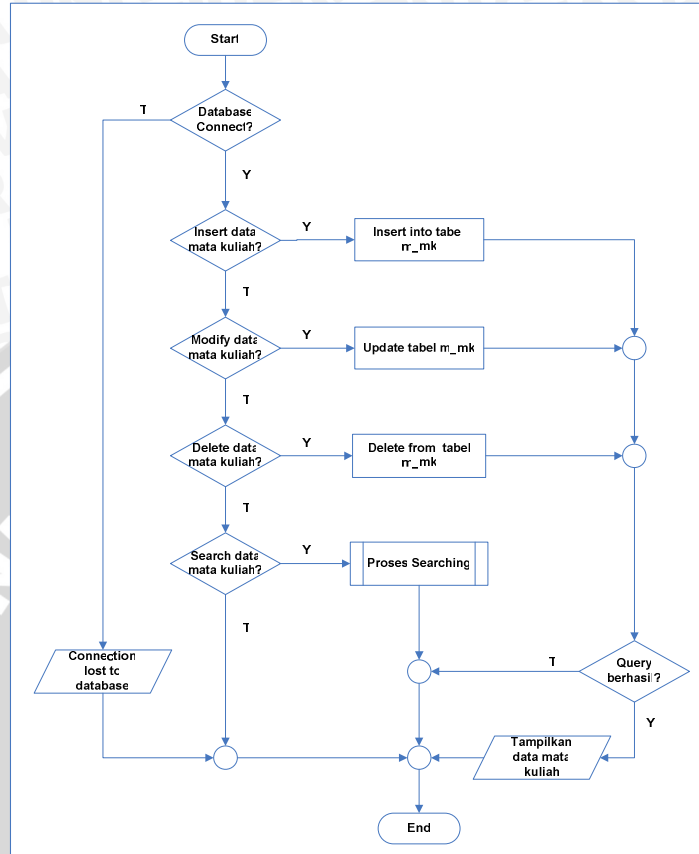 Start
T
Database
Connect?
Y
Insert data
mata kuliah?
Y
Insert into tabe
m_mk
T
Modify data
mata kuliah?
Y
Update tabel m_mk
T
Delete data
mata kuliah?
Y
Delete from tabel
m_mk
T
Search data
mata kuliah?
Y
Proses Searching
T
Connection
lost to
database
T
Query
berhasil?
Y
Tampilkan
data mata
kuliah
End